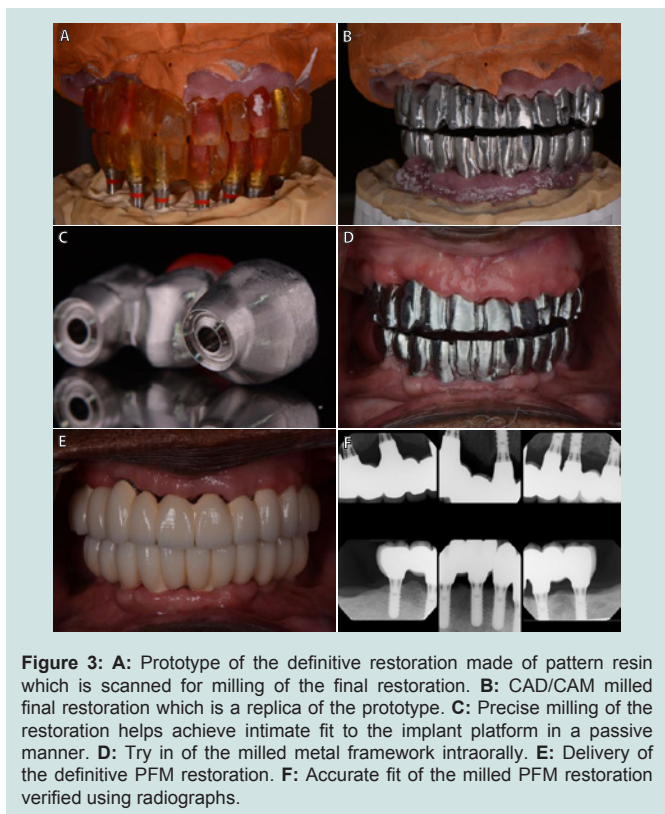 A
B
C
D
E
F
Figure 3: A: Prototype of the definitive restoration made of pattern resin
which is scanned for milling of the final restoration. B: CAD/CAM milled
final restoration which is a replica of the prototype. C: Precise milling of the
restoration helps achieve intimate fit to the implant platform in a passive
manner. D: Try in of the milled metal framework intraorally. E: Delivery of
the definitive PFM restoration. F: Accurate fit of the milled PFM restoration
verified using radiographs.